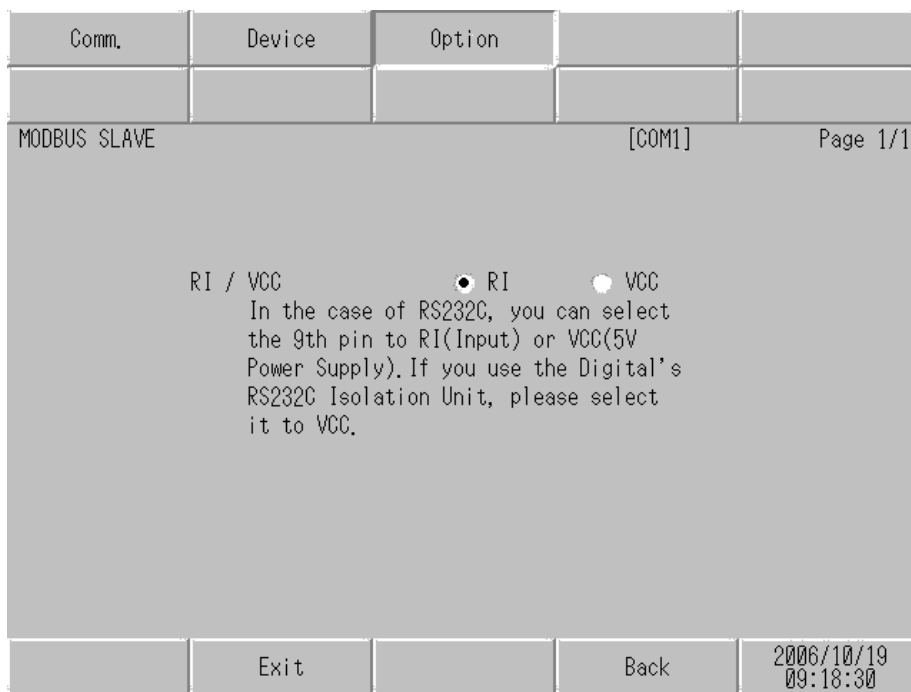 Comm. Device Option
MODBUS SLAVE [COM1] Page 1/1
RI / VCC RI VCC
In the case of RS232C, you can select
the 9th pin to RI(Input) or VCC(5V
Power Supply).If you use the Digital's
RS232C Isolation Unit, please select
it to VCC.
Exit Back 2006/10/19
09:18:30